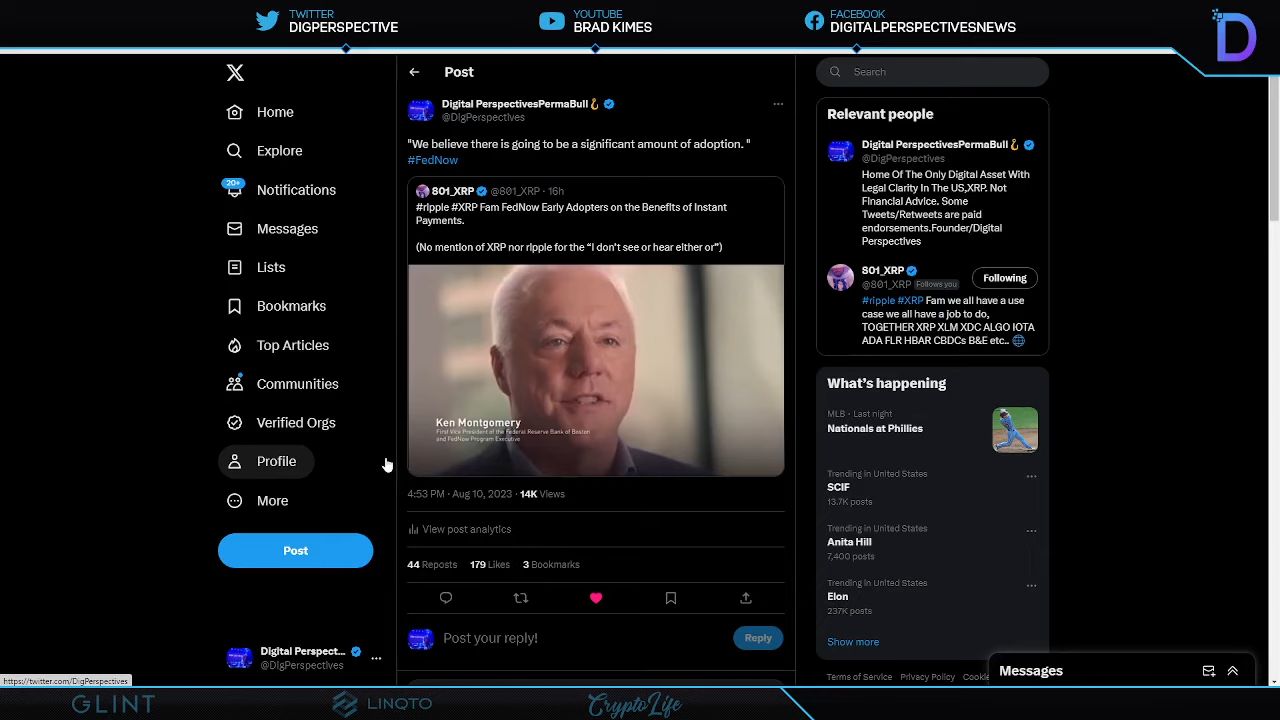 TWITTER
DIGPERSPECTIVE
YOUTUBE
BRAD KIMES
FACEBOOK
DIGITALPERSPECTIVESNEWS
Home
Explore
20+
Notifications
Messages
Lists
Bookmarks
Top Articles
Communities
Verified Orgs
Profile
More
Post
Digital Perspect...
@DigPerspectives
https://twitter.com/DigPerspectives
Post
Digital PerspectivesPermaBull
@DigPerspectives
"We believe there is going to be a significant amount of adoption. "
#FedNow
801_XRP @801_XRP · 16h
#ripple #XRP Fam FedNow Early Adopters on the Benefits of Instant
Payments.
(No mention of XRP nor ripple for the “I don’t see or hear either or”)
Ken Montgomery
First Vice President of the Federal Reserve Bank of Boston
and FedNow Program Executive
4:53 PM · Aug 10, 2023 · 14K Views
View post analytics
44 Reposts 179 Likes 3 Bookmarks
Post your reply!
Reply
Search
Relevant people
Digital PerspectivesPermaBull
@DigPerspectives
Home Of The Only Digital Asset With
Legal Clarity In The US,XRP. Not
Financial Advice. Some
Tweets/Retweets are paid
endorsements.Founder/Digital
Perspectives
801_XRP
@801_XRP Follows you
Following
#ripple #XRP Fam we all have a use
case we all have a job to do,
TOGETHER XRP XLM XDC ALGO IOTA
ADA FLR HBAR CBDCs B&E etc..
What’s happening
MLB · Last night
Nationals at Phillies
Trending in United States
SCIF
13.7K posts
Trending in United States
Anita Hill
7,400 posts
Trending in United States
Elon
237K posts
Show more
Terms of Service Privacy Policy
Messages
GLINT
LINQTO
CryptoLife